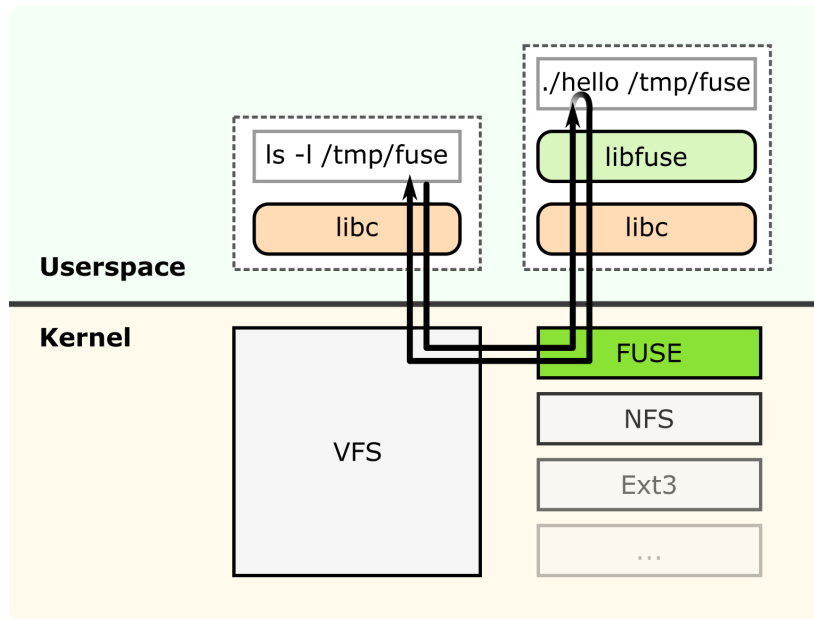 ./hello /tmp/fuse
ls -l /tmp/fuse
libfuse
libc
libc
Userspace
Kernel
FUSE
NFS
VFS
Ext3
...